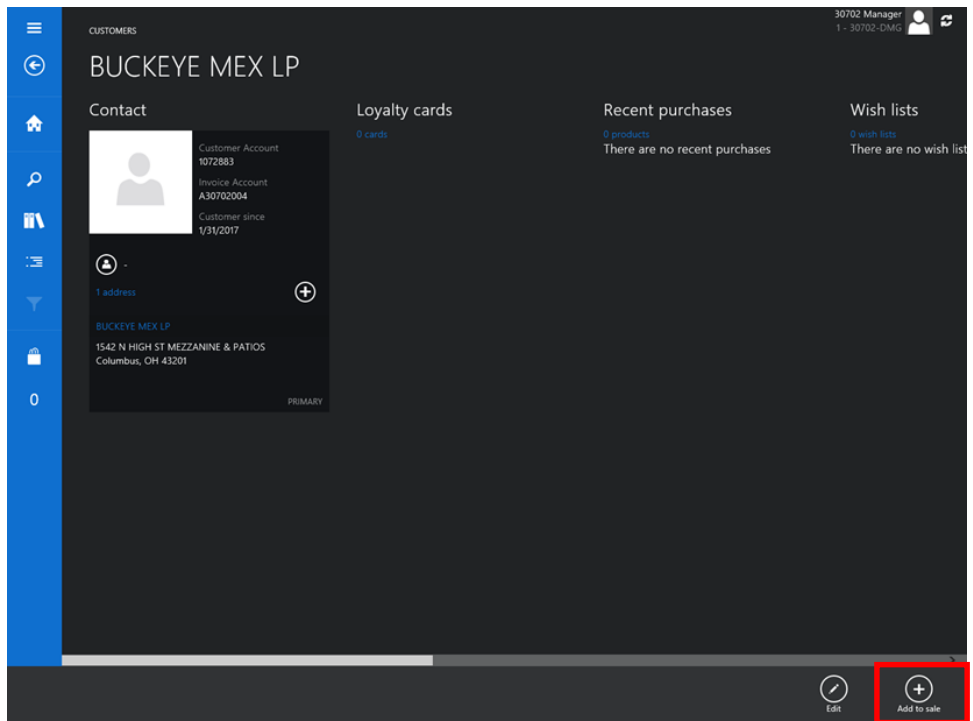 30702 Manager
1 - 30702-DMG
CUSTOMERS
BUCKEYE MEX LP
Contact
Customer Account
1072883
Invoice Account
A30702004
Customer since
1/31/2017
-
1 address
BUCKEYE MEX LP
1542 N HIGH ST MEZZANINE & PATIOS
Columbus, OH 43201
PRIMARY
Loyalty cards
0 cards
Recent purchases
0 products
There are no recent purchases
Wish lists
0 wish lists
There are no wish list
0
Edit
Add to sale